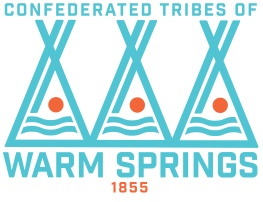 CONFEDERATED TRIBES OF
WARM SPRINGS
1855